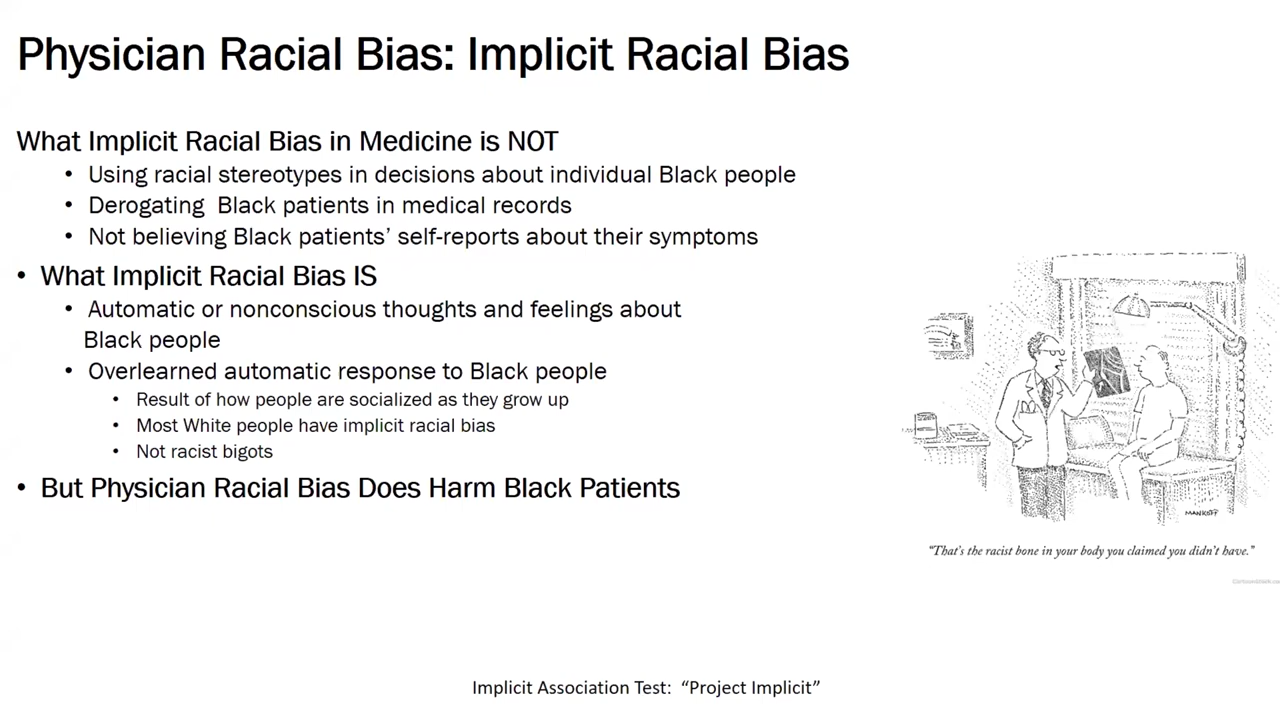 Physician Racial Bias: Implicit Racial Bias
What Implicit Racial Bias in Medicine is NOT
• Using racial stereotypes in decisions about individual Black people
• Derogating  Black patients in medical records
• Not believing Black patients’ self-reports about their symptoms
• What Implicit Racial Bias IS
• Automatic or nonconscious thoughts and feelings about
Black people
• Overlearned automatic response to Black people
• Result of how people are socialized as they grow up
• Most White people have implicit racial bias
• Not racist bigots
• But Physician Racial Bias Does Harm Black Patients
MANKOFF
“That’s the racist bone in your body you claimed you didn’t have.”
Implicit Association Test:  “Project Implicit”